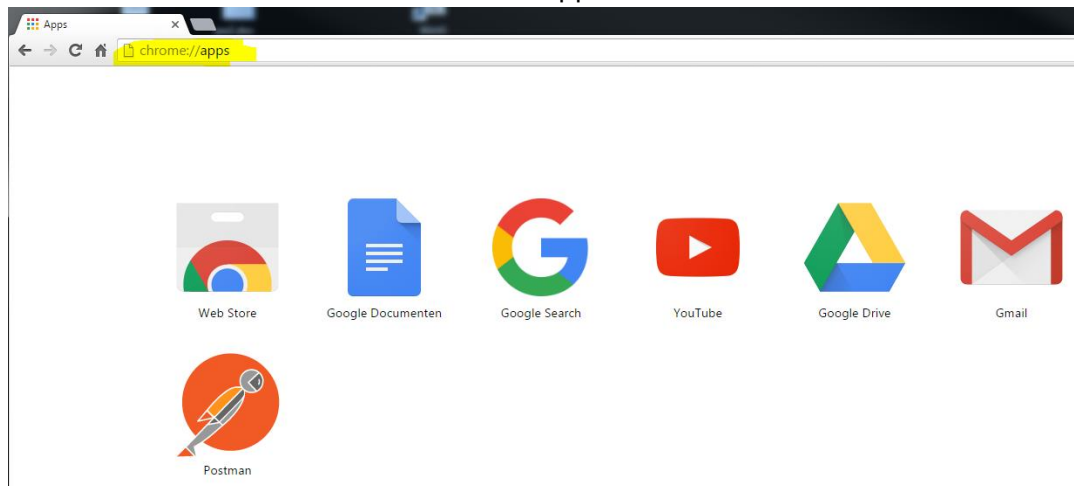 Apps
chrome://apps
Web Store
Google Documenten
Google Search
YouTube
Google Drive
Gmail
Postman